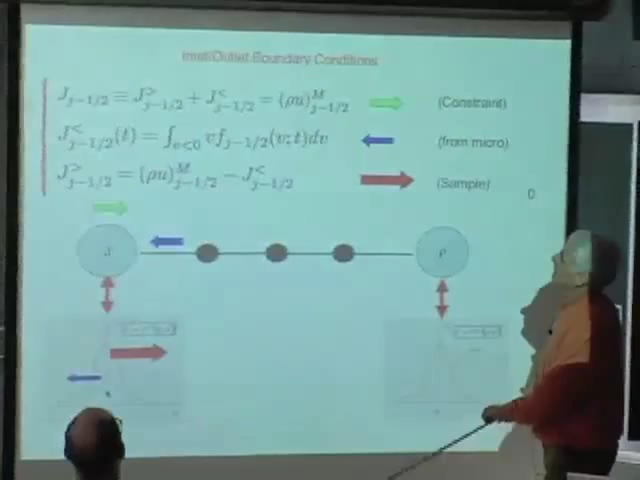 Inlet/Outlet Boundary Conditions
J_{j-1/2} ≡ J^>_{j-1/2} + J^<_{j-1/2} = (ρu)^M_{j-1/2} (Constraint)
J^<_{j-1/2}(t) = ∫_{v<0} v f_{j-1/2}(v;t)dv (from micro)
J^>_{j-1/2} = (ρu)^M_{j-1/2} − J^<_{j-1/2} (Sample)
0
J